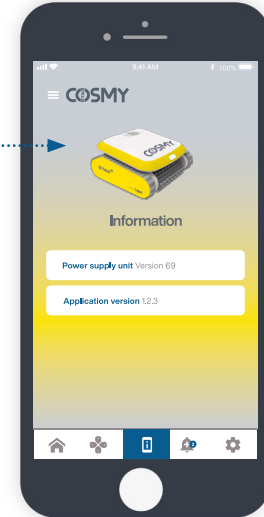 9:41 AM
100%
COSMY
COSMY
Information
Power supply unit Version 69
Application version 1.2.3